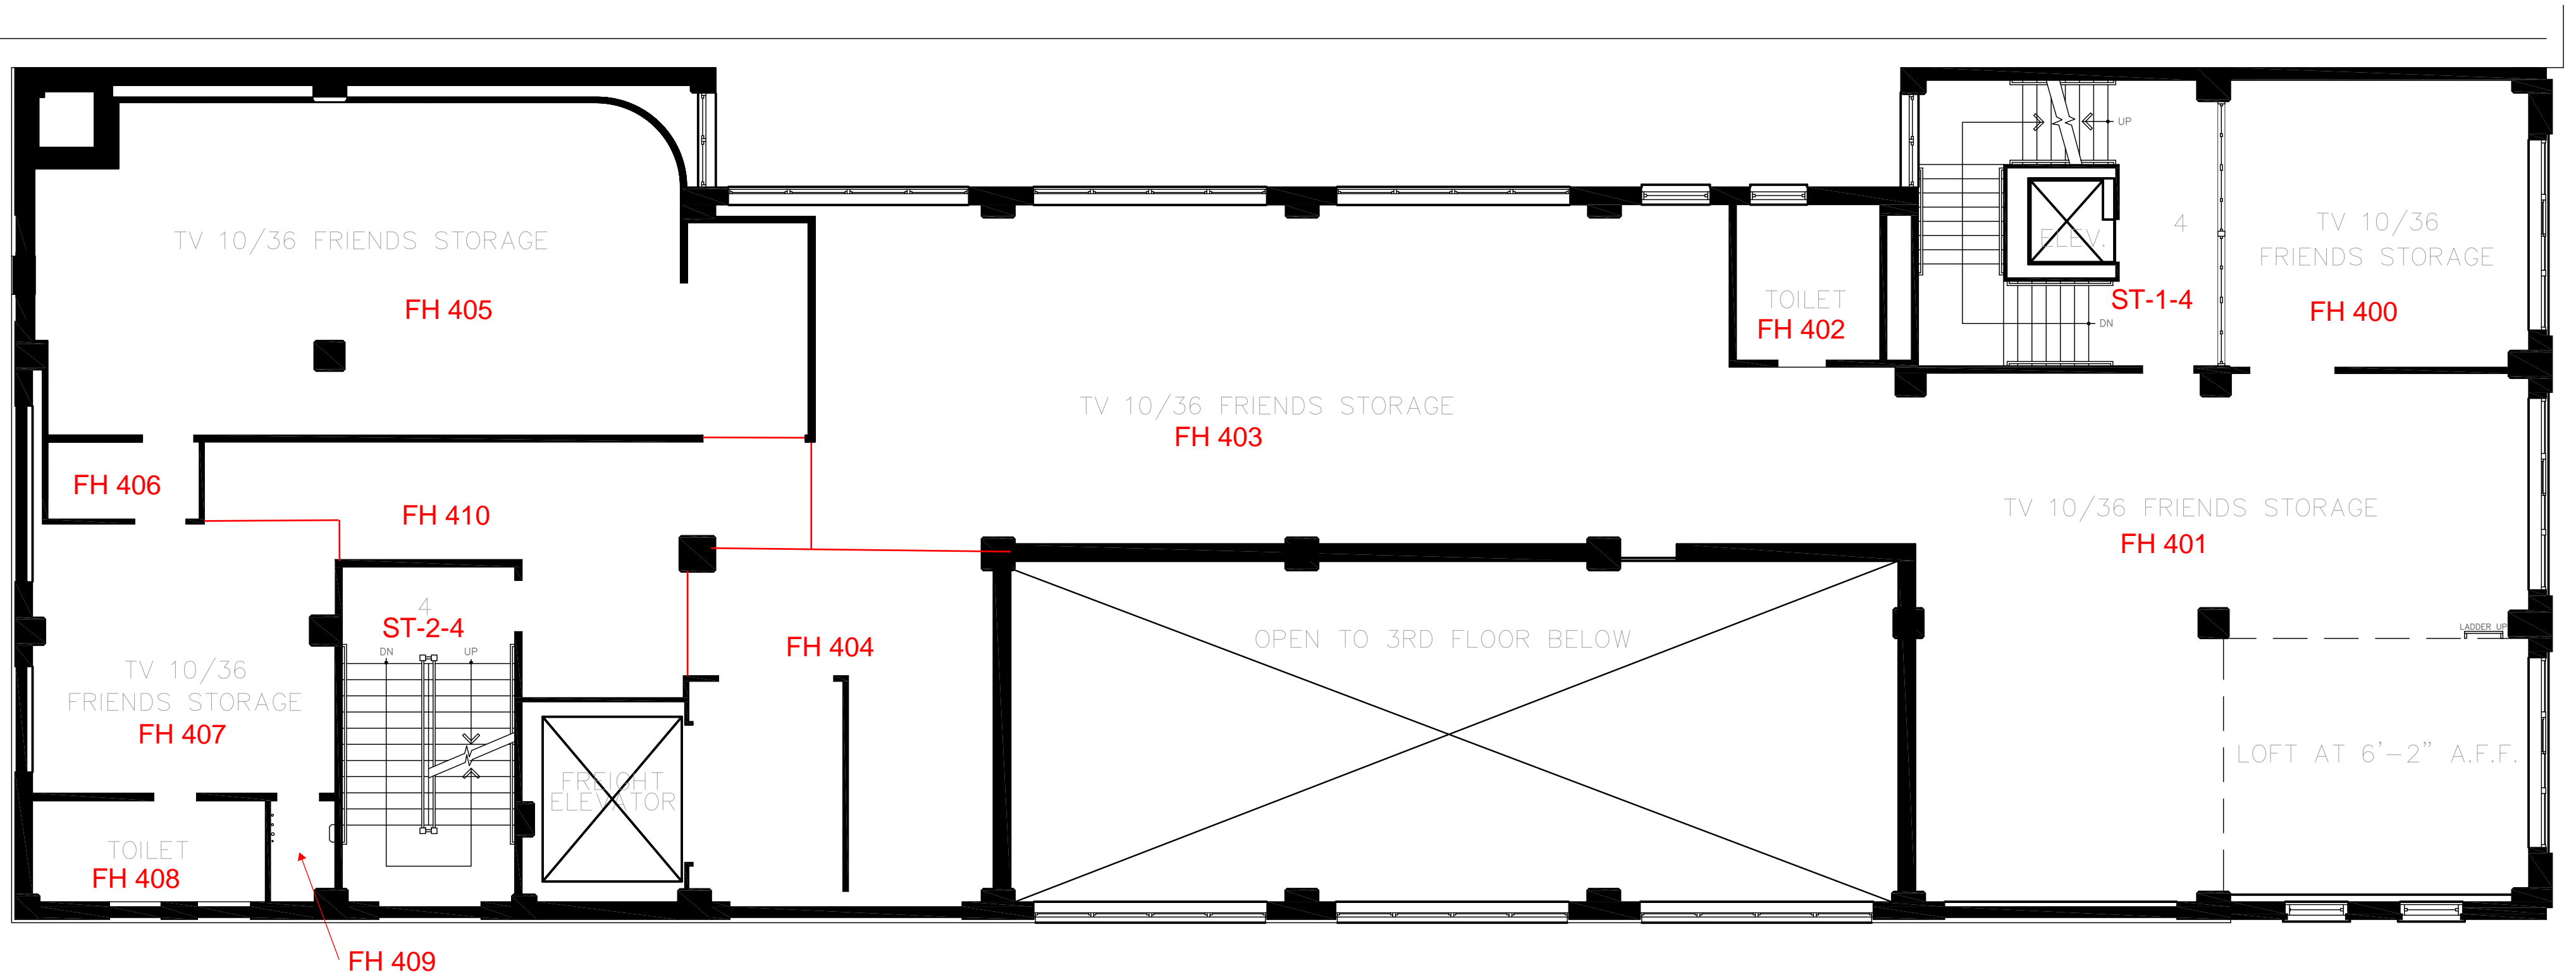 UP
TV 10/36 FRIENDS STORAGE
FH 405
TOILET
FH 402
ELEV.
4
ST-1-4
DN
TV 10/36
FRIENDS STORAGE
FH 400
TV 10/36 FRIENDS STORAGE
FH 403
FH 406
FH 410
TV 10/36 FRIENDS STORAGE
FH 401
4
ST-2-4
DN
UP
FH 404
OPEN TO 3RD FLOOR BELOW
LADDER UP
TV 10/36
FRIENDS STORAGE
FH 407
FREIGHT
ELEVATOR
LOFT AT 6'-2" A.F.F.
TOILET
FH 408
FH 409